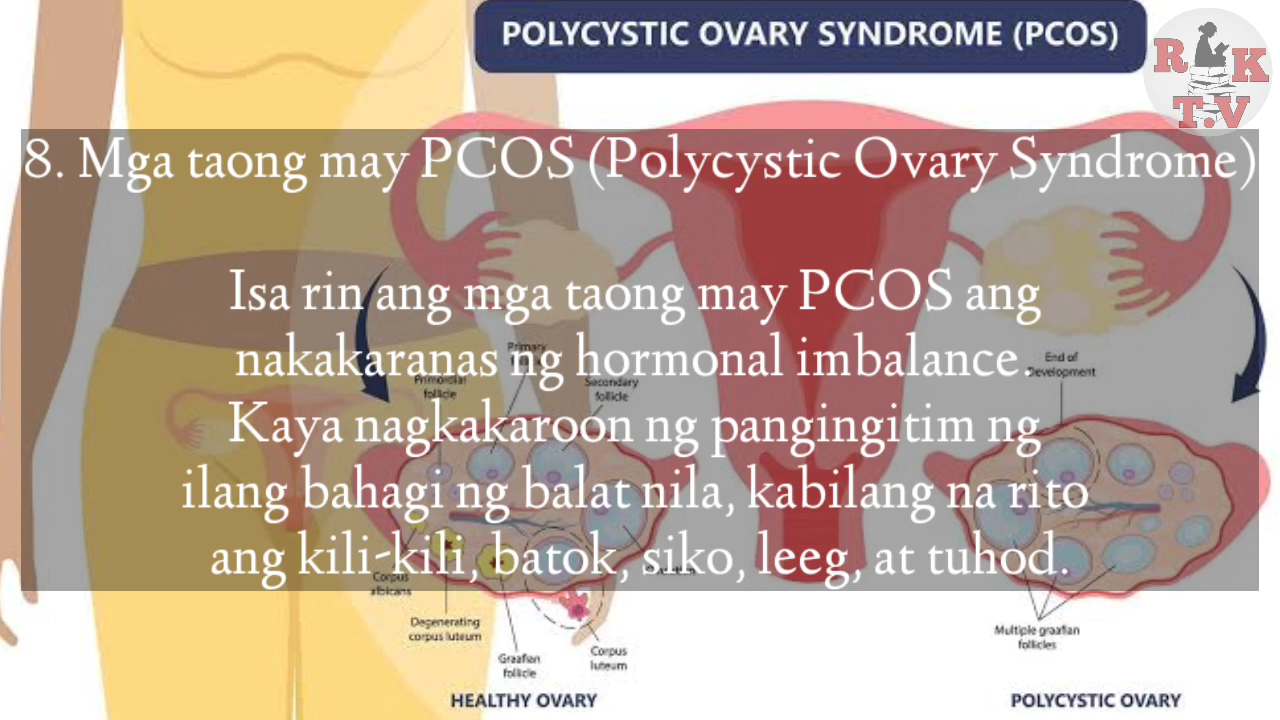 POLYCYSTIC OVARY SYNDROME (PCOS)
R K
T.V
8. Mga taong may PCOS (Polycystic Ovary Syndrome)
Isa rin ang mga taong may PCOS ang
nakakaranas ng hormonal imbalance.
Kaya nagkakaroon ng pangingitim ng
ilang bahagi ng balat nila, kabilang na rito
ang kili-kili, batok, siko, leeg, at tuhod.
Primary
Primordial
follicle
Secondary
follicle
End of
Development
Corpus
albicans
Degenerating
corpus luteum
Graafian
follicle
Corpus
luteum
Multiple graafian
follicles
HEALTHY OVARY
POLYCYSTIC OVARY